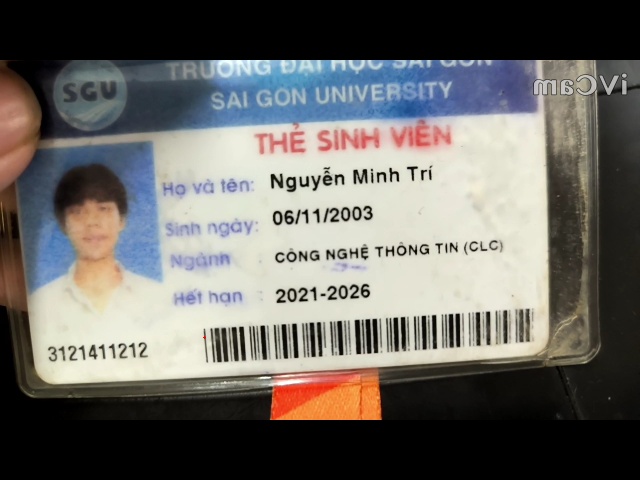 iVCam
SGU
TRƯỜNG ĐẠI HỌC SÀI GÒN
SAI GON UNIVERSITY
THẺ SINH VIÊN
Họ và tên: Nguyễn Minh Trí
Sinh ngày: 06/11/2003
Ngành : CÔNG NGHỆ THÔNG TIN (CLC)
Hết hạn : 2021-2026
3121411212